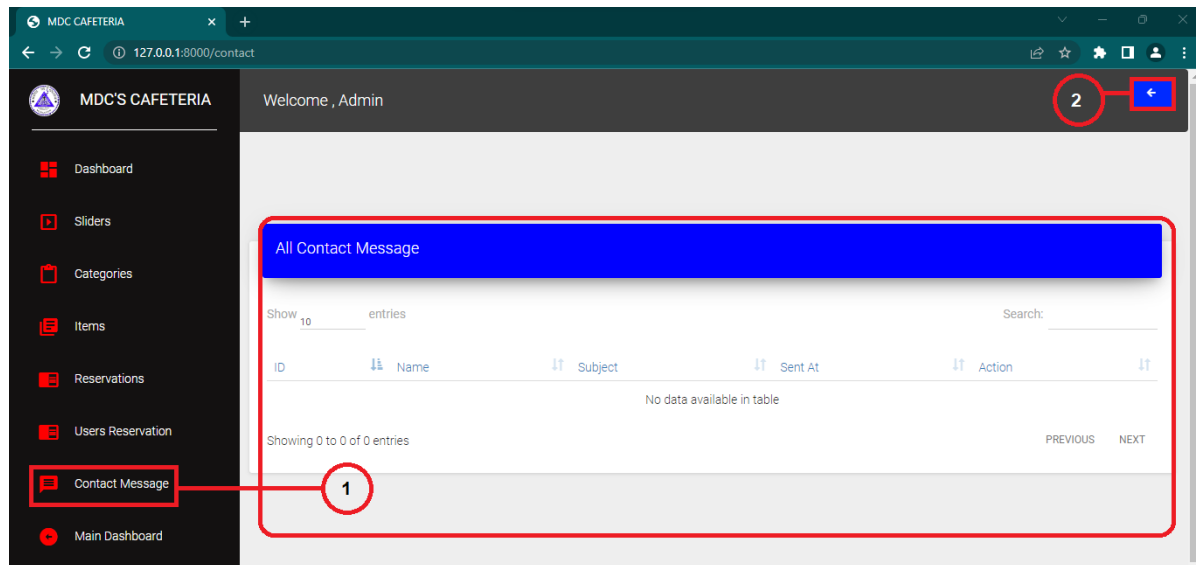 MDC CAFETERIA
127.0.0.1:8000/contact
MDC'S CAFETERIA
Welcome , Admin
2
Dashboard
Sliders
Categories
Items
Reservations
Users Reservation
Contact Message
Main Dashboard
1
All Contact Message
Show 10 entries
Search:
ID Name Subject Sent At Action
No data available in table
Showing 0 to 0 of 0 entries
PREVIOUS NEXT